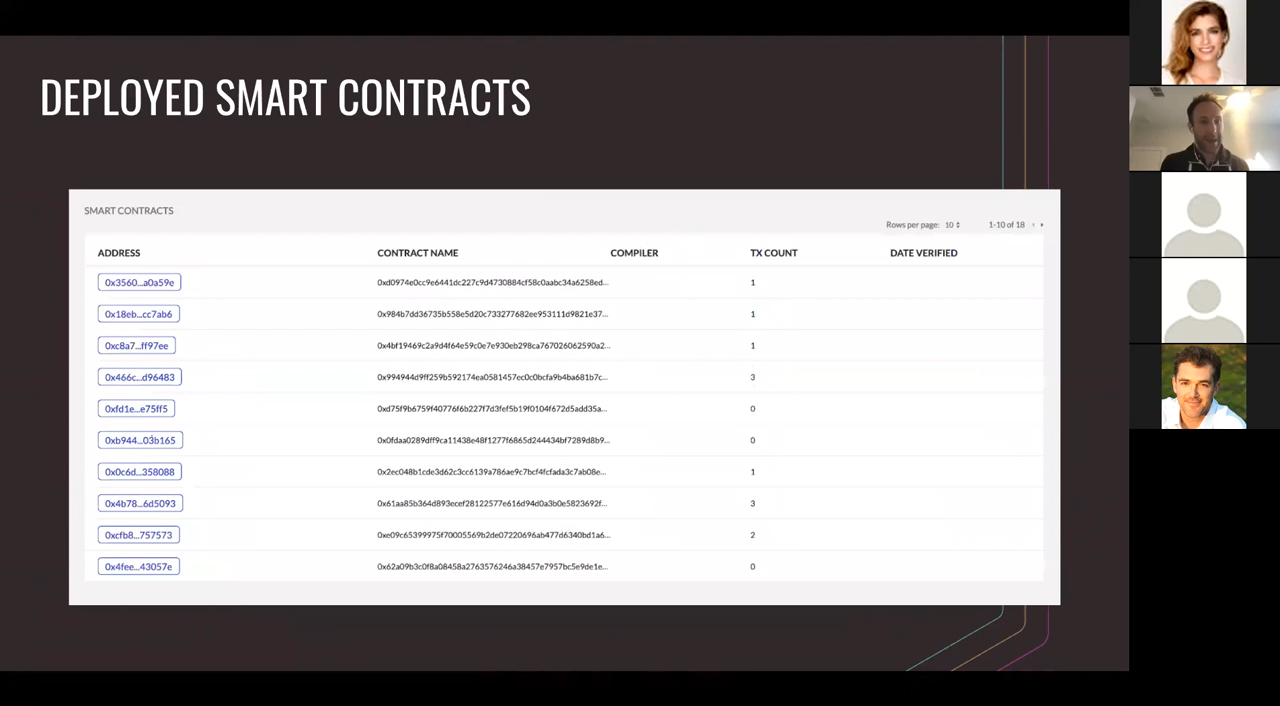 DEPLOYED SMART CONTRACTS
SMART CONTRACTS
Rows per page: 10 1-10 of 18
ADDRESS CONTRACT NAME COMPILER TX COUNT DATE VERIFIED
0x3560...a0a59e 0xd0974e0cc9e6441dc227c9d4730884cf58c0aabc34a6258ed... 1
0x18eb...cc7ab6 0x984b7dd36735b558e5d20c733277682ee953111d9821e37... 1
0xc8a7...ff97ee 0x4bf19469c2a9d4f64e59c0e7e930eb298ca767026062590a2... 1
0x466c...d96483 0x994944d9ff259b592174ea0581457ec0c0bcfa9b4ba681b7c... 3
0xfd1e...e75ff5 0xd75f9b6759f40776f6b227f7d3fef5b19f0104f672d5add35a... 0
0xb944...03b165 0x0fdaa0289dff9ca11438e48f1277f6865d244434bf7289d8b9... 0
0x0c6d...358088 0x2ec048b1cde3d62c3cc6139a786ae9c7bcf4fcfada3c7ab08e... 1
0x4b78...6d5093 0x61aa85b364d893ecef28122577e616d94d0a3b0e5823692f... 3
0xcfb8...757573 0xe09c65399975f70005569b2de07220696ab477d6340bd1a6... 2
0x4fee...43057e 0x62a09b3c0f8a08458a2763576246a38457e7957bc5e9de1e... 0